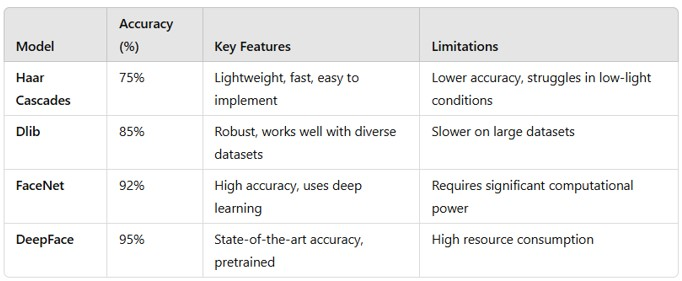 Model Accuracy (%) Key Features Limitations
Haar Cascades 75% Lightweight, fast, easy to implement Lower accuracy, struggles in low-light conditions
Dlib 85% Robust, works well with diverse datasets Slower on large datasets
FaceNet 92% High accuracy, uses deep learning Requires significant computational power
DeepFace 95% State-of-the-art accuracy, pretrained High resource consumption